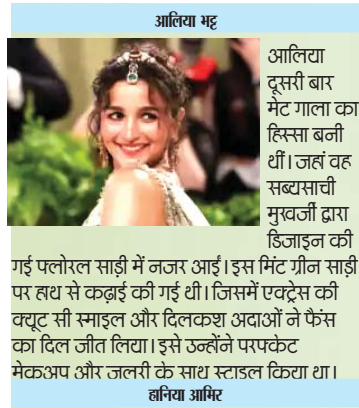 आलिया भट्ट
आलिया
दूसरी बार
मेट गाला का
हिस्सा बनी
थीं। जहां वह
सब्यसाची
मुखर्जी द्वारा
डिजाइन की
गई फ्लोरल साड़ी में नजर आईं। इस मिंट ग्रीन साड़ी
पर हाथ से कढ़ाई की गई थी। जिसमें एक्ट्रेस की
क्यूट सी स्माइल और दिलकश अदाओं ने फैंस
का दिल जीत लिया। इसे उन्होंने परफ्केट
मेकअप और जूलरी के साथ स्टाइल किया था।
हानिया आमिर